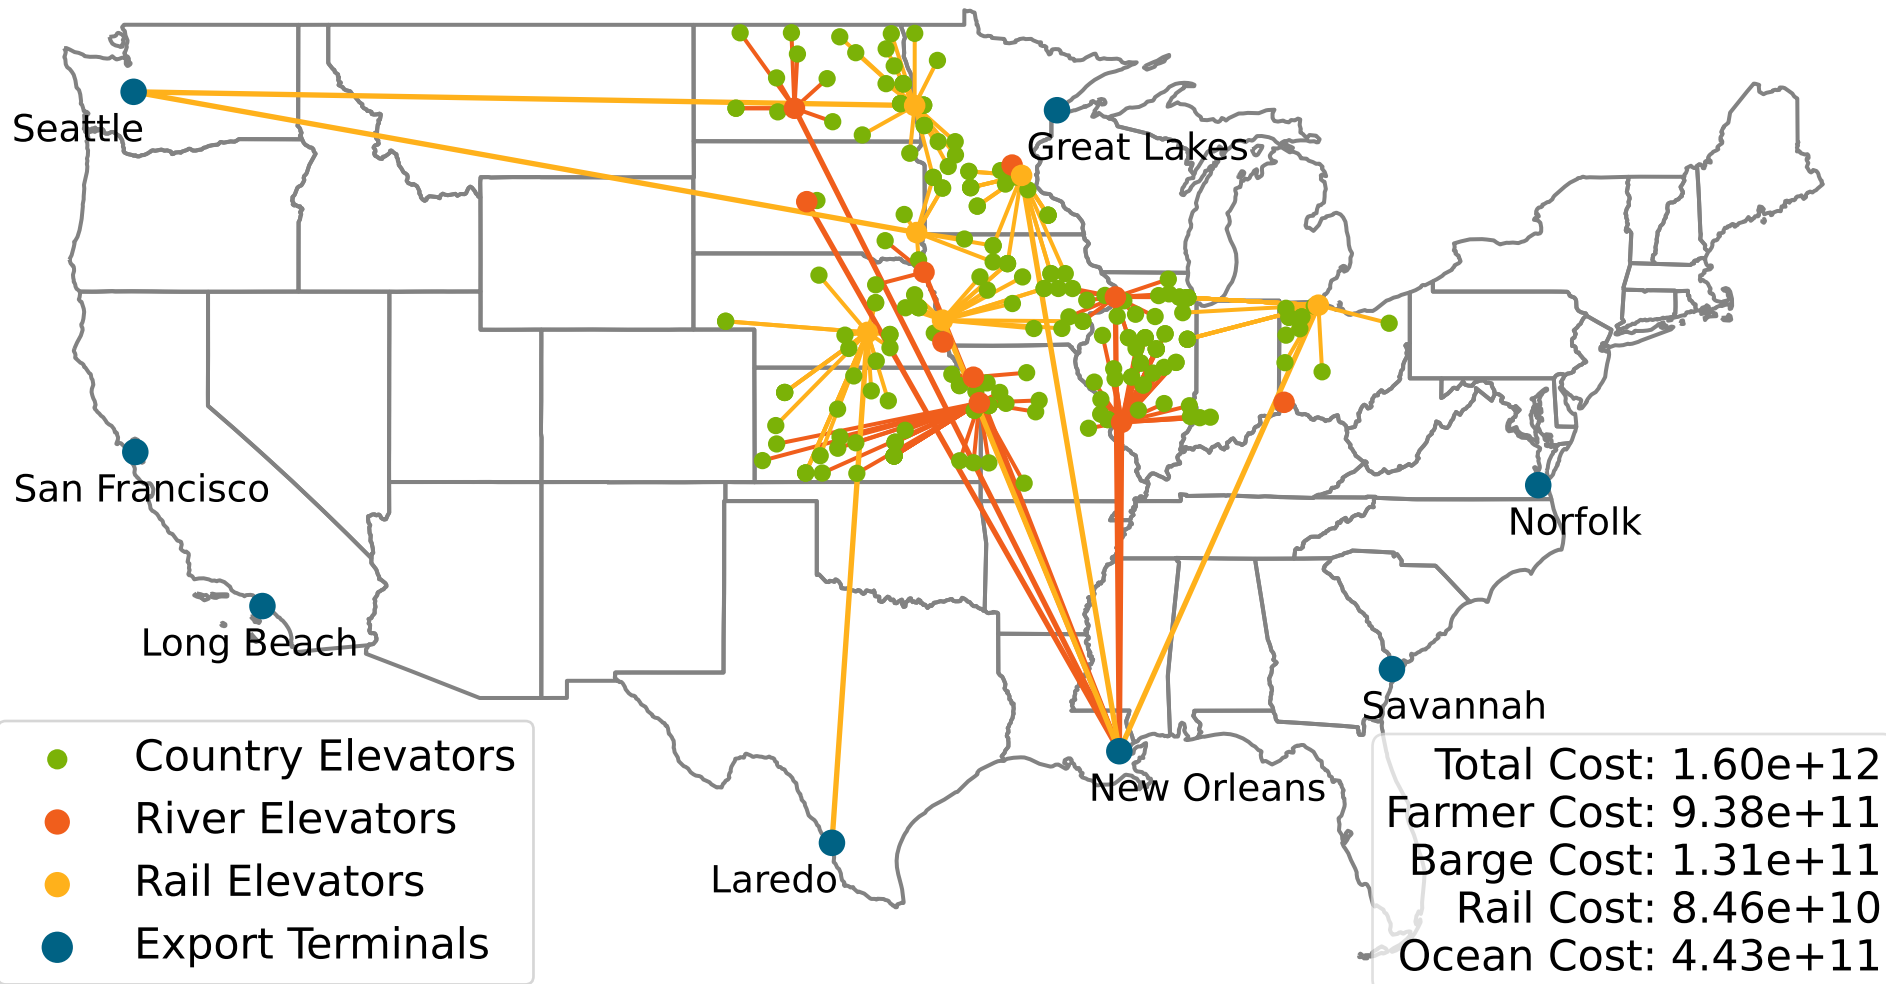 Seattle
Great Lakes
San Francisco
Norfolk
Long Beach
Savannah
New Orleans
Laredo
Country Elevators
River Elevators
Rail Elevators
Export Terminals
Total Cost: 1.60e+12
Farmer Cost: 9.38e+11
Barge Cost: 1.31e+11
Rail Cost: 8.46e+10
Ocean Cost: 4.43e+11